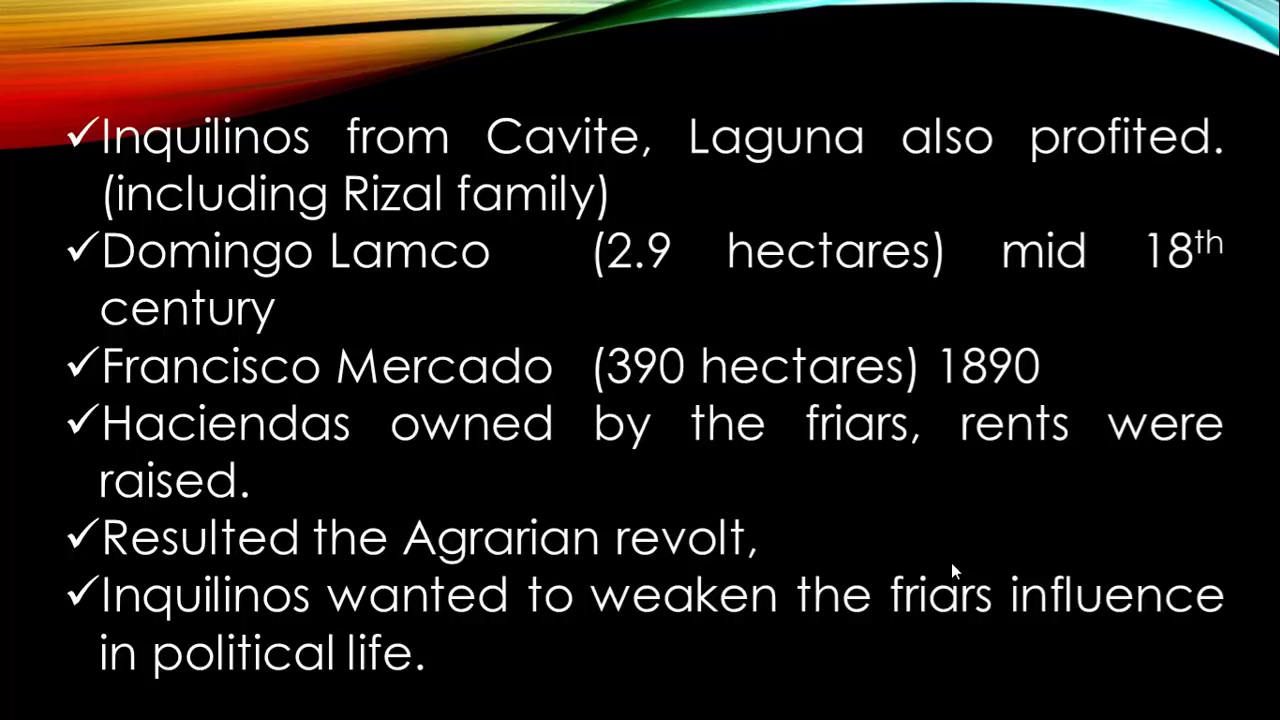 ✓Inquilinos from Cavite, Laguna also profited.
(including Rizal family)
✓Domingo Lamco (2.9 hectares) mid 18th
century
✓Francisco Mercado (390 hectares) 1890
✓Haciendas owned by the friars, rents were
raised.
✓Resulted the Agrarian revolt,
✓Inquilinos wanted to weaken the friars influence
in political life.